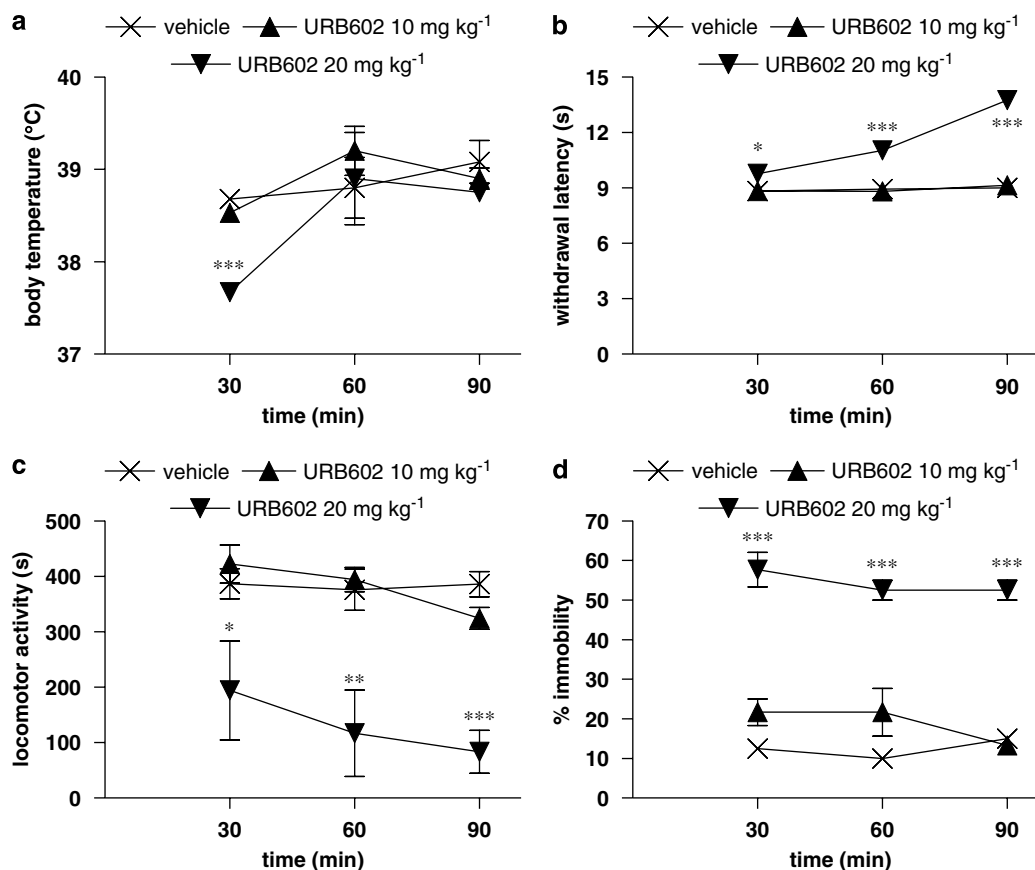 a
vehicle URB602 10 mg kg⁻¹
URB602 20 mg kg⁻¹
40
39
38
37
body temperature (°C)
***
30 60 90
time (min)
b
vehicle URB602 10 mg kg⁻¹
URB602 20 mg kg⁻¹
15
12
9
6
3
0
withdrawal latency (s)
* *** ***
30 60 90
time (min)
c
vehicle URB602 10 mg kg⁻¹
URB602 20 mg kg⁻¹
500
400
300
200
100
0
locomotor activity (s)
* ** ***
30 60 90
time (min)
d
vehicle URB602 10 mg kg⁻¹
URB602 20 mg kg⁻¹
70
60
50
40
30
20
10
0
% immobility
*** *** ***
30 60 90
time (min)